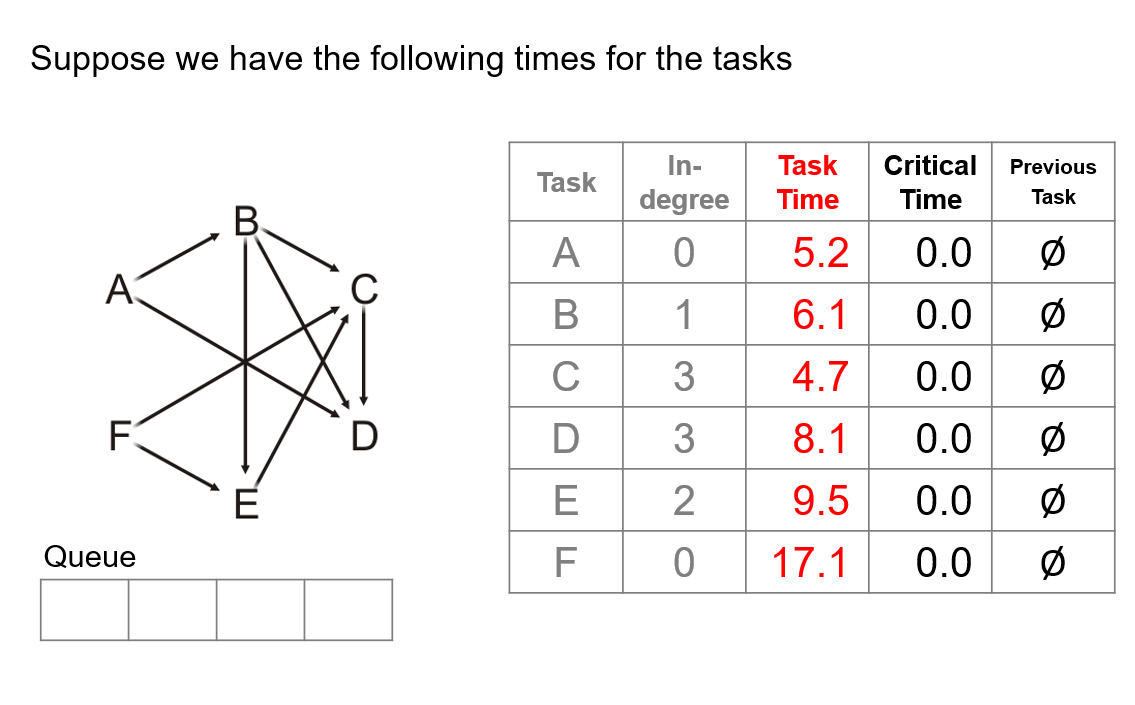 Suppose we have the following times for the tasks
B
A
C
F
D
E
Queue
Task In-degree Task Time Critical Time Previous Task
A 0 5.2 0.0 Ø
B 1 6.1 0.0 Ø
C 3 4.7 0.0 Ø
D 3 8.1 0.0 Ø
E 2 9.5 0.0 Ø
F 0 17.1 0.0 Ø